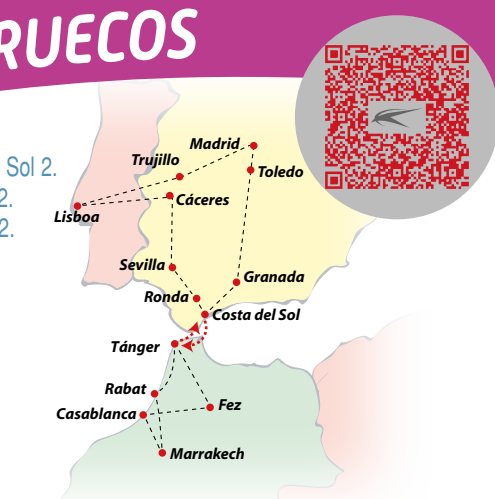 RUECOS
Sol 2.
2.
2.
Madrid
Trujillo
Toledo
Cáceres
Lisboa
Sevilla
Granada
Ronda
Costa del Sol
Tánger
Rabat
Fez
Casablanca
Marrakech